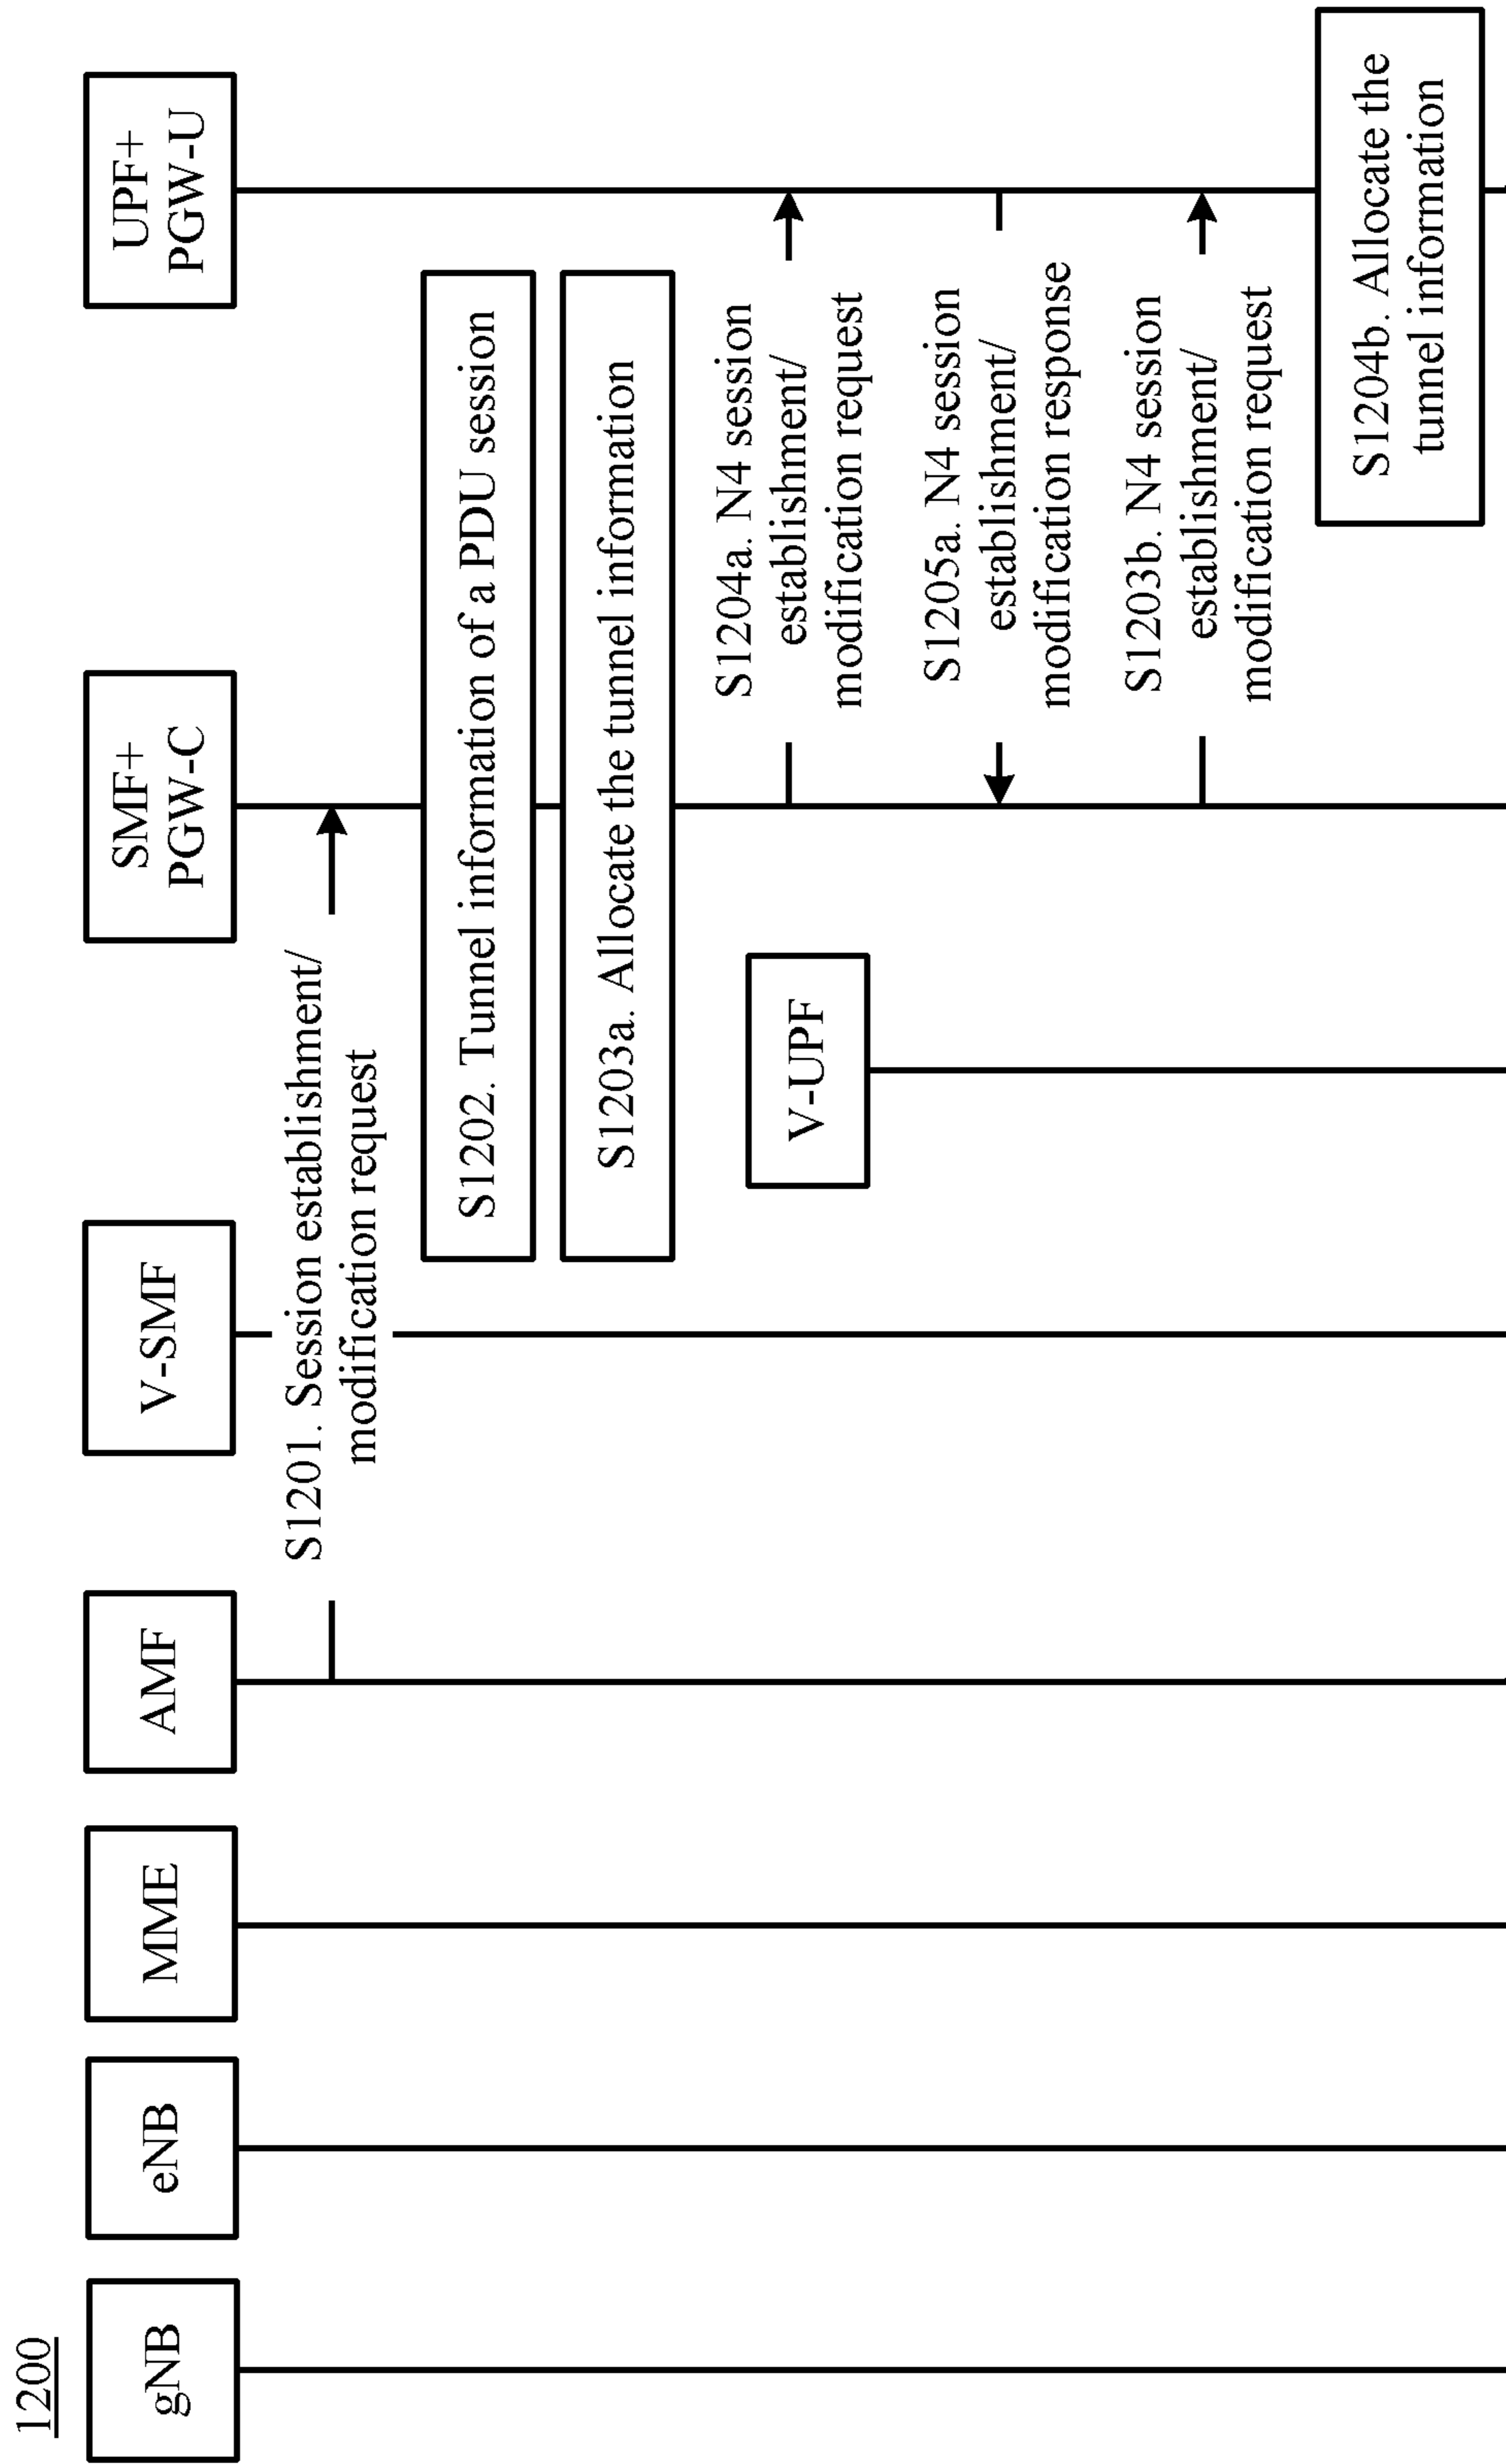 1200
gNB
eNB
MME
AMF
V-SMF
SMF+
PGW-C
UPF+
PGW-U
S1201. Session establishment/
modification request
S1202. Tunnel information of a PDU session
S1203a. Allocate the tunnel information
V-UPF
S1204a. N4 session
establishment/
modification request
S1205a. N4 session
establishment/
modification response
S1203b. N4 session
establishment/
modification request
S1204b. Allocate the
tunnel information